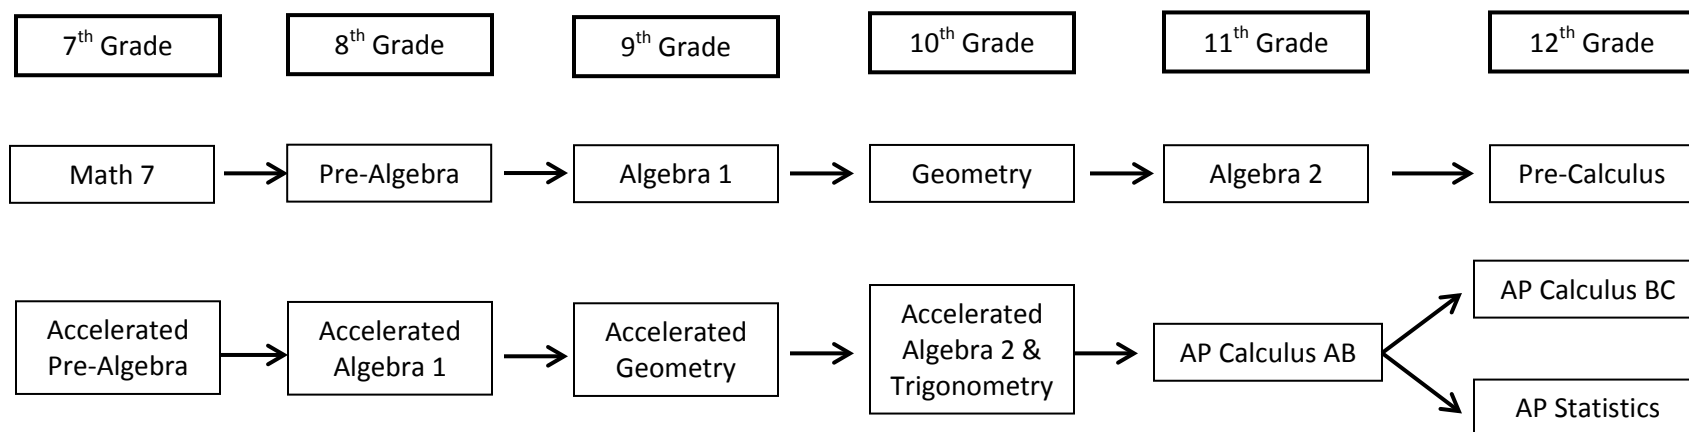 7th Grade
8th Grade
9th Grade
10th Grade
11th Grade
12th Grade
Math 7
Pre-Algebra
Algebra 1
Geometry
Algebra 2
Pre-Calculus
Accelerated
Pre-Algebra
Accelerated
Algebra 1
Accelerated
Geometry
Accelerated
Algebra 2 &
Trigonometry
AP Calculus AB
AP Calculus BC
AP Statistics